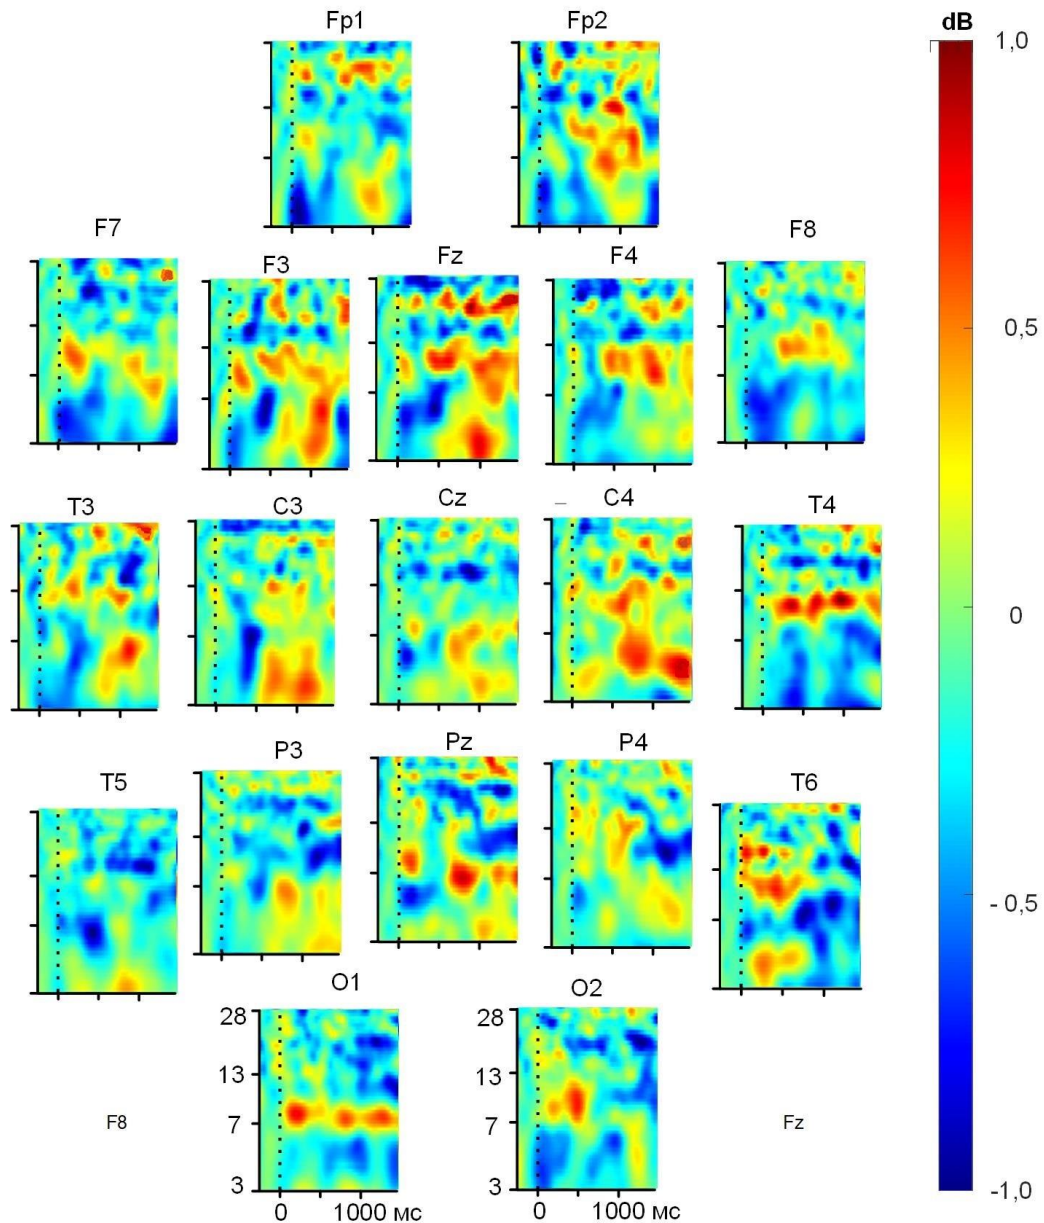 Fp1 Fp2 dB
1,0
F7 F8
F3 Fz F4
0,5
T3 C3 Cz C4 T4
0
P3 Pz P4
T5 T6
- 0,5
O1 O2
28 28
13 13
F8 7 7 Fz
3 3 -1,0
0 1000 мс 0 1000 мс